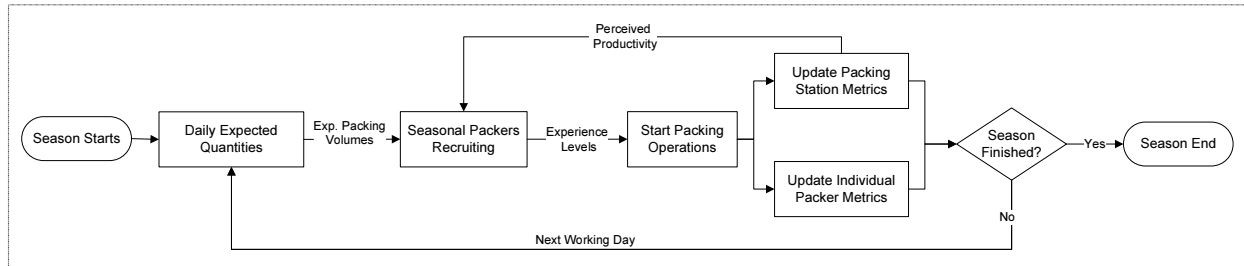 Perceived
Productivity
Update Packing
Station Metrics
Season Starts
Daily Expected
Quantities
Exp. Packing
Volumes
Seasonal Packers
Recruiting
Experience
Levels
Start Packing
Operations
Season
Finished?
Yes
Season End
Update Individual
Packer Metrics
No
Next Working Day